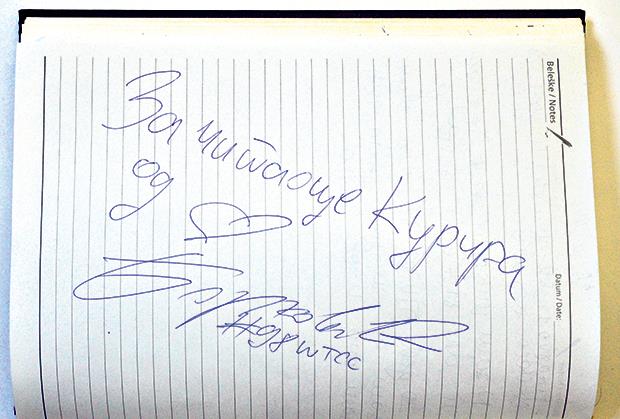 За читаоце Курира
од
Beleške / Notes
Datum / Date: